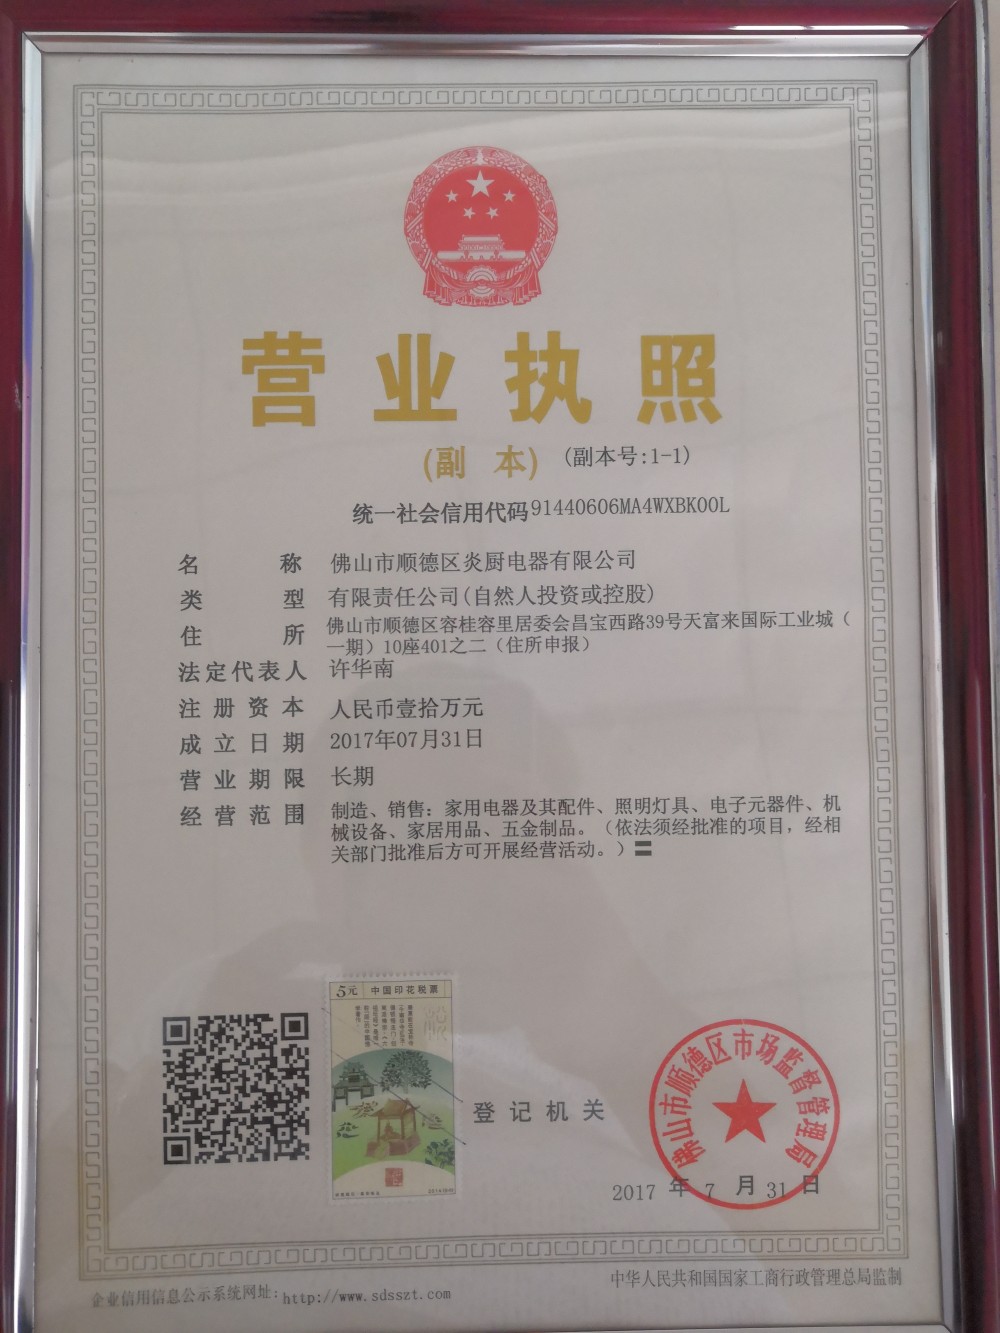 营业执照
(副 本) (副本号:1-1)
统一社会信用代码91440606MA4WXBK00L
名 称 佛山市顺德区炎厨电器有限公司
类 型 有限责任公司(自然人投资或控股)
住 所 佛山市顺德区容桂容里居委会昌宝西路39号天富来国际工业城（
一期）10座401之二（住所申报）
法定代表人 许华南
注册资本 人民币壹拾万元
成立日期 2017年07月31日
营业期限 长期
经营范围 制造、销售：家用电器及其配件、照明灯具、电子元器件、机
械设备、家居用品、五金制品。（依法须经批准的项目，经相
关部门批准后方可开展经营活动。）〓
5元 中国印花税票
登记机关
佛山市顺德区市场监督管理局
2017 年 7 月 31 日
企业信用信息公示系统网址：http://www.sdsszt.com
中华人民共和国国家工商行政管理总局监制